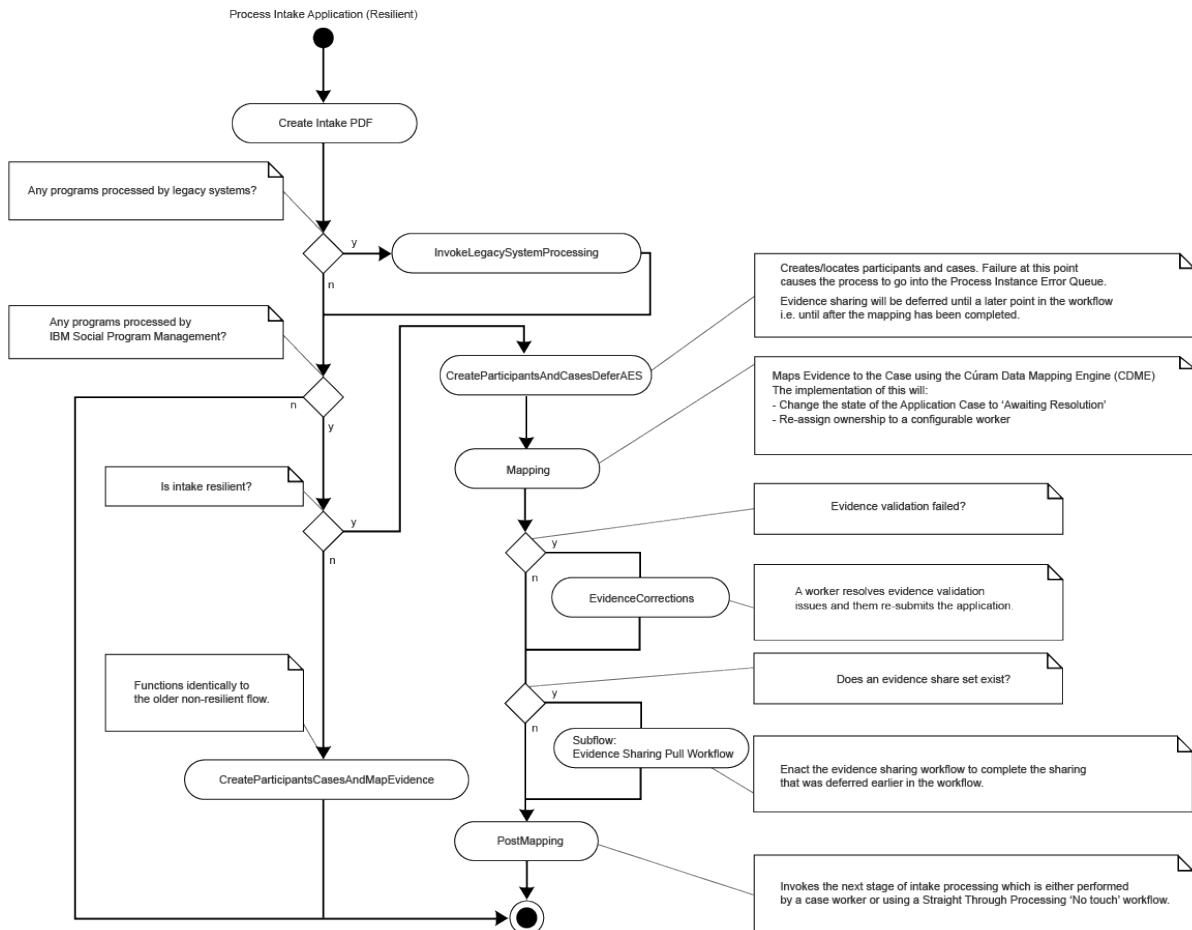 Process Intake Application (Resilient)
Create Intake PDF
Any programs processed by legacy systems?
y
InvokeLegacySystemProcessing
n
Creates/locates participants and cases. Failure at this point
causes the process to go into the Process Instance Error Queue.
Evidence sharing will be deferred until a later point in the workflow
i.e. until after the mapping has been completed.
Any programs processed by
IBM Social Program Management?
CreateParticipantsAndCasesDeferAES
n
y
Maps Evidence to the Case using the Cúram Data Mapping Engine (CDME)
The implementation of this will:
- Change the state of the Application Case to ‘Awaiting Resolution’
- Re-assign ownership to a configurable worker
Mapping
Is intake resilient?
y
n
Evidence validation failed?
y
n
EvidenceCorrections
A worker resolves evidence validation
issues and them re-submits the application.
Does an evidence share set exist?
Functions identically to
the older non-resilient flow.
y
n
Subflow:
Evidence Sharing Pull Workflow
CreateParticipantsCasesAndMapEvidence
Enact the evidence sharing workflow to complete the sharing
that was deferred earlier in the workflow.
PostMapping
Invokes the next stage of intake processing which is either performed
by a case worker or using a Straight Through Processing ‘No touch’ workflow.